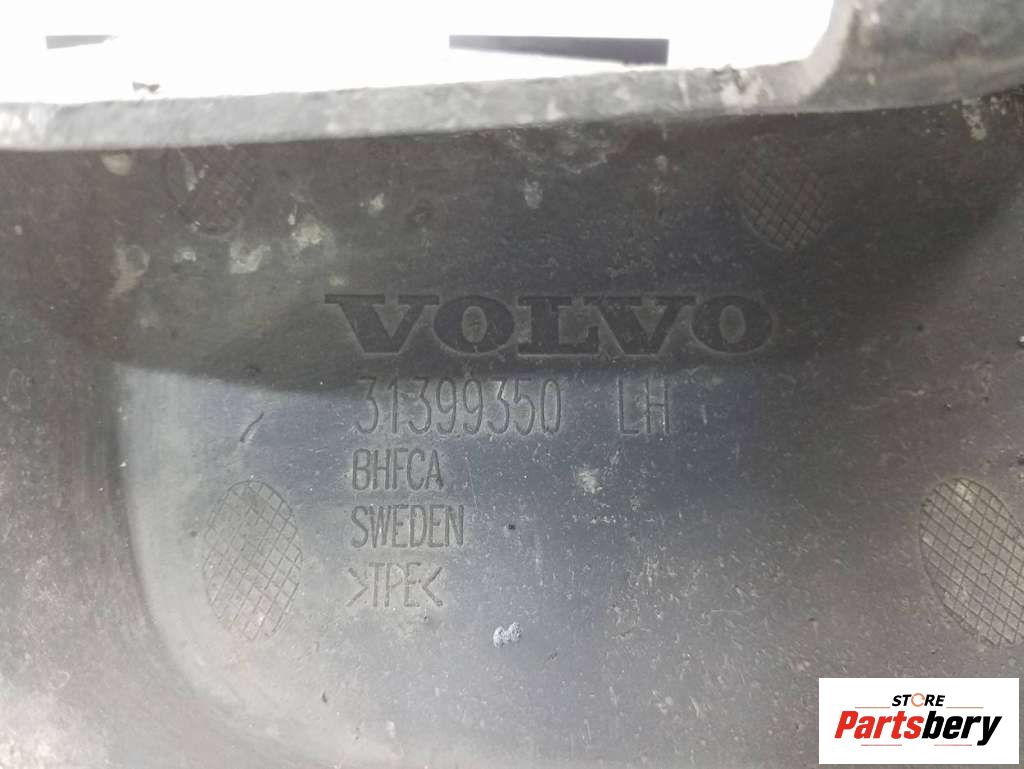 VOLVO
31399350 LH
BHFCA
SWEDEN
>TPE<
STORE
Partsbery